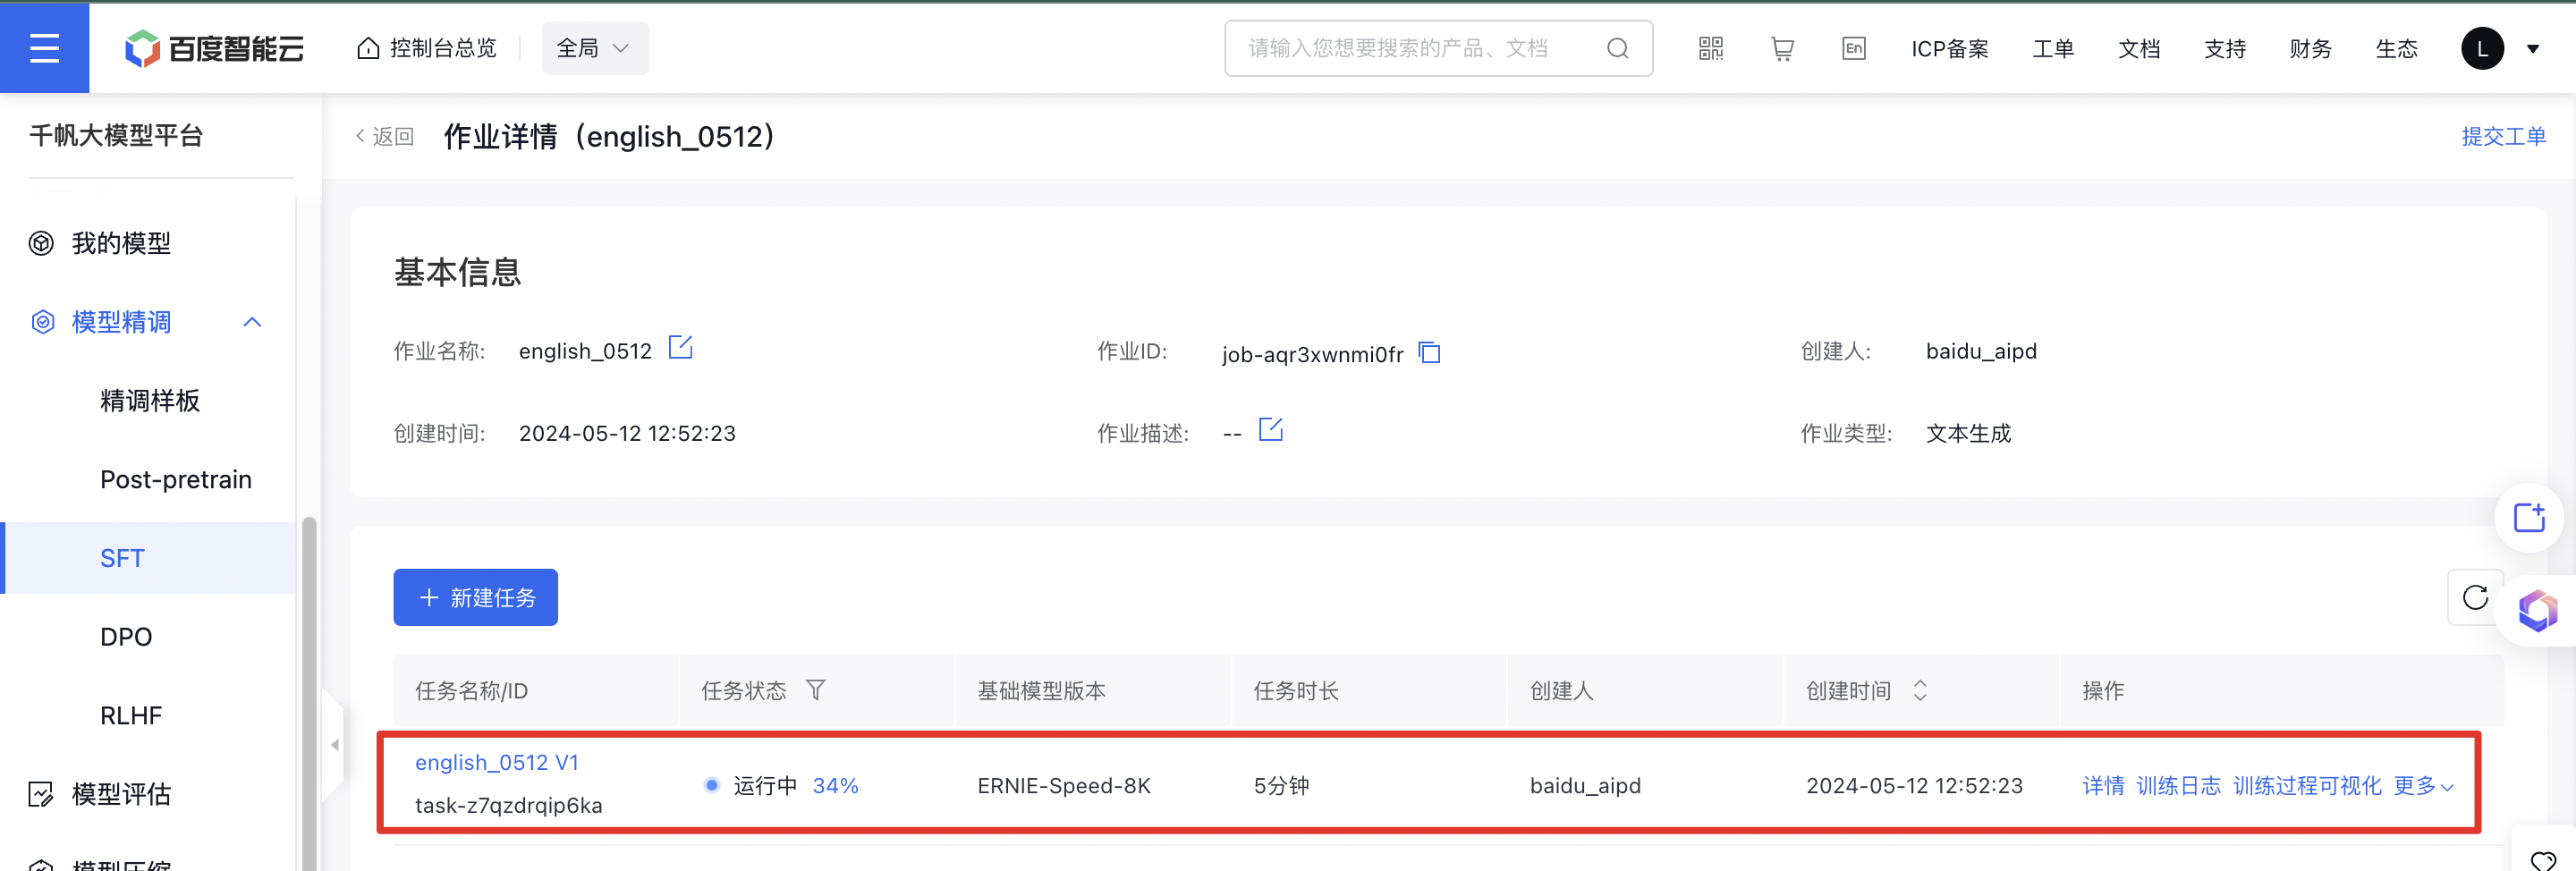 百度智能云
控制台总览
全局
请输入您想要搜索的产品、文档
En
ICP备案
工单
文档
支持
财务
生态
L
千帆大模型平台
我的模型
模型精调
精调样板
Post-pretrain
SFT
DPO
RLHF
模型评估
模型压缩
返回
作业详情（english_0512）
提交工单
基本信息
作业名称: english_0512
作业ID: job-aqr3xwnmi0fr
创建人: baidu_aipd
创建时间: 2024-05-12 12:52:23
作业描述: --
作业类型: 文本生成
新建任务
任务名称/ID 任务状态 基础模型版本 任务时长 创建人 创建时间 操作
english_0512 V1
task-z7qzdrqip6ka
运行中 34% ERNIE-Speed-8K 5分钟 baidu_aipd 2024-05-12 12:52:23 详情 训练日志 训练过程可视化 更多